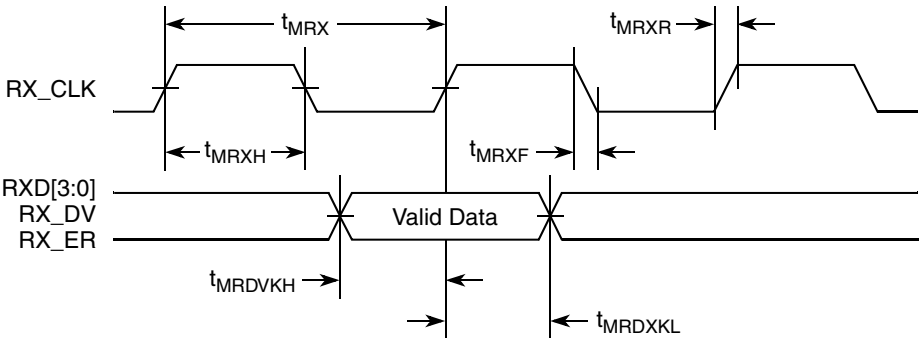 tMRX
tMRXR
RX_CLK
tMRXH
tMRXF
RXD[3:0]
RX_DV
RX_ER
Valid Data
tMRDVKH
tMRDXKL